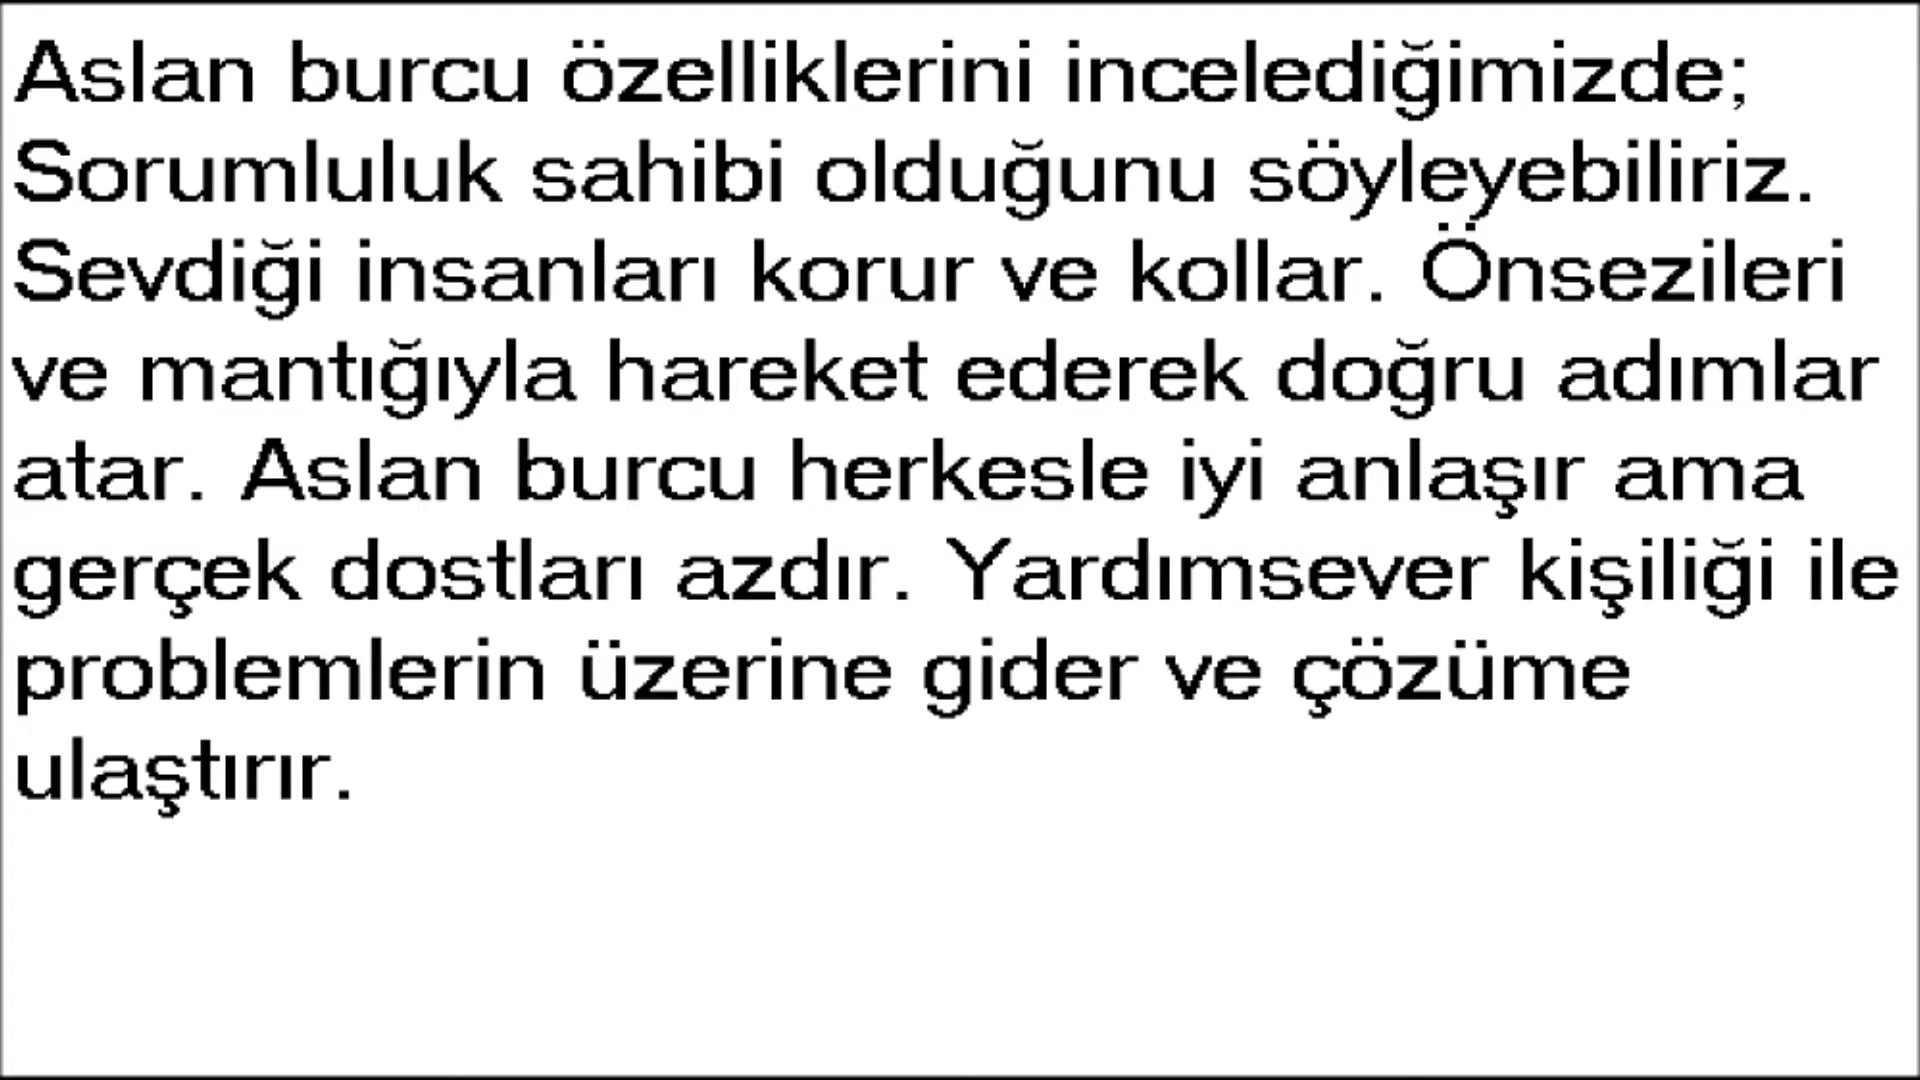 Aslan burcu özelliklerini incelediğimizde;
Sorumluluk sahibi olduğunu söyleyebiliriz.
Sevdiği insanları korur ve kollar. Önsezileri
ve mantığıyla hareket ederek doğru adımlar
atar. Aslan burcu herkesle iyi anlaşır ama
gerçek dostları azdır. Yardımsever kişiliği ile
problemlerin üzerine gider ve çözüme
ulaştırır.